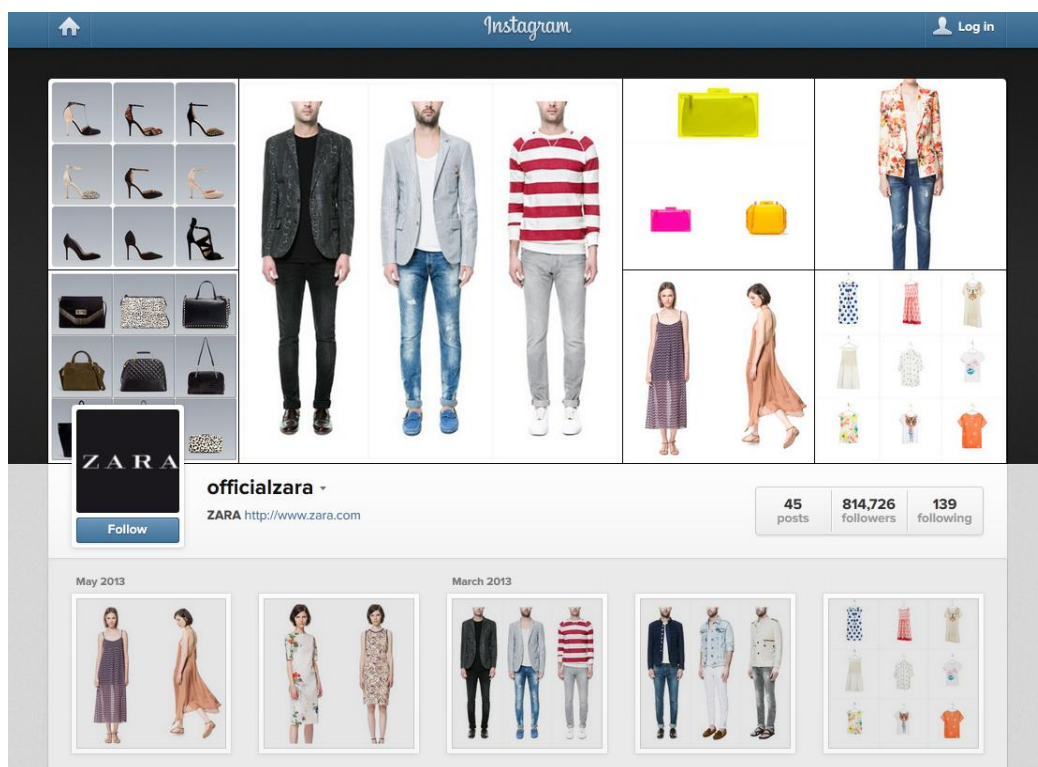 Instagram
Log in
ZARA
Follow
officialzara
ZARA http://www.zara.com
45 posts
814,726 followers
139 following
May 2013
March 2013